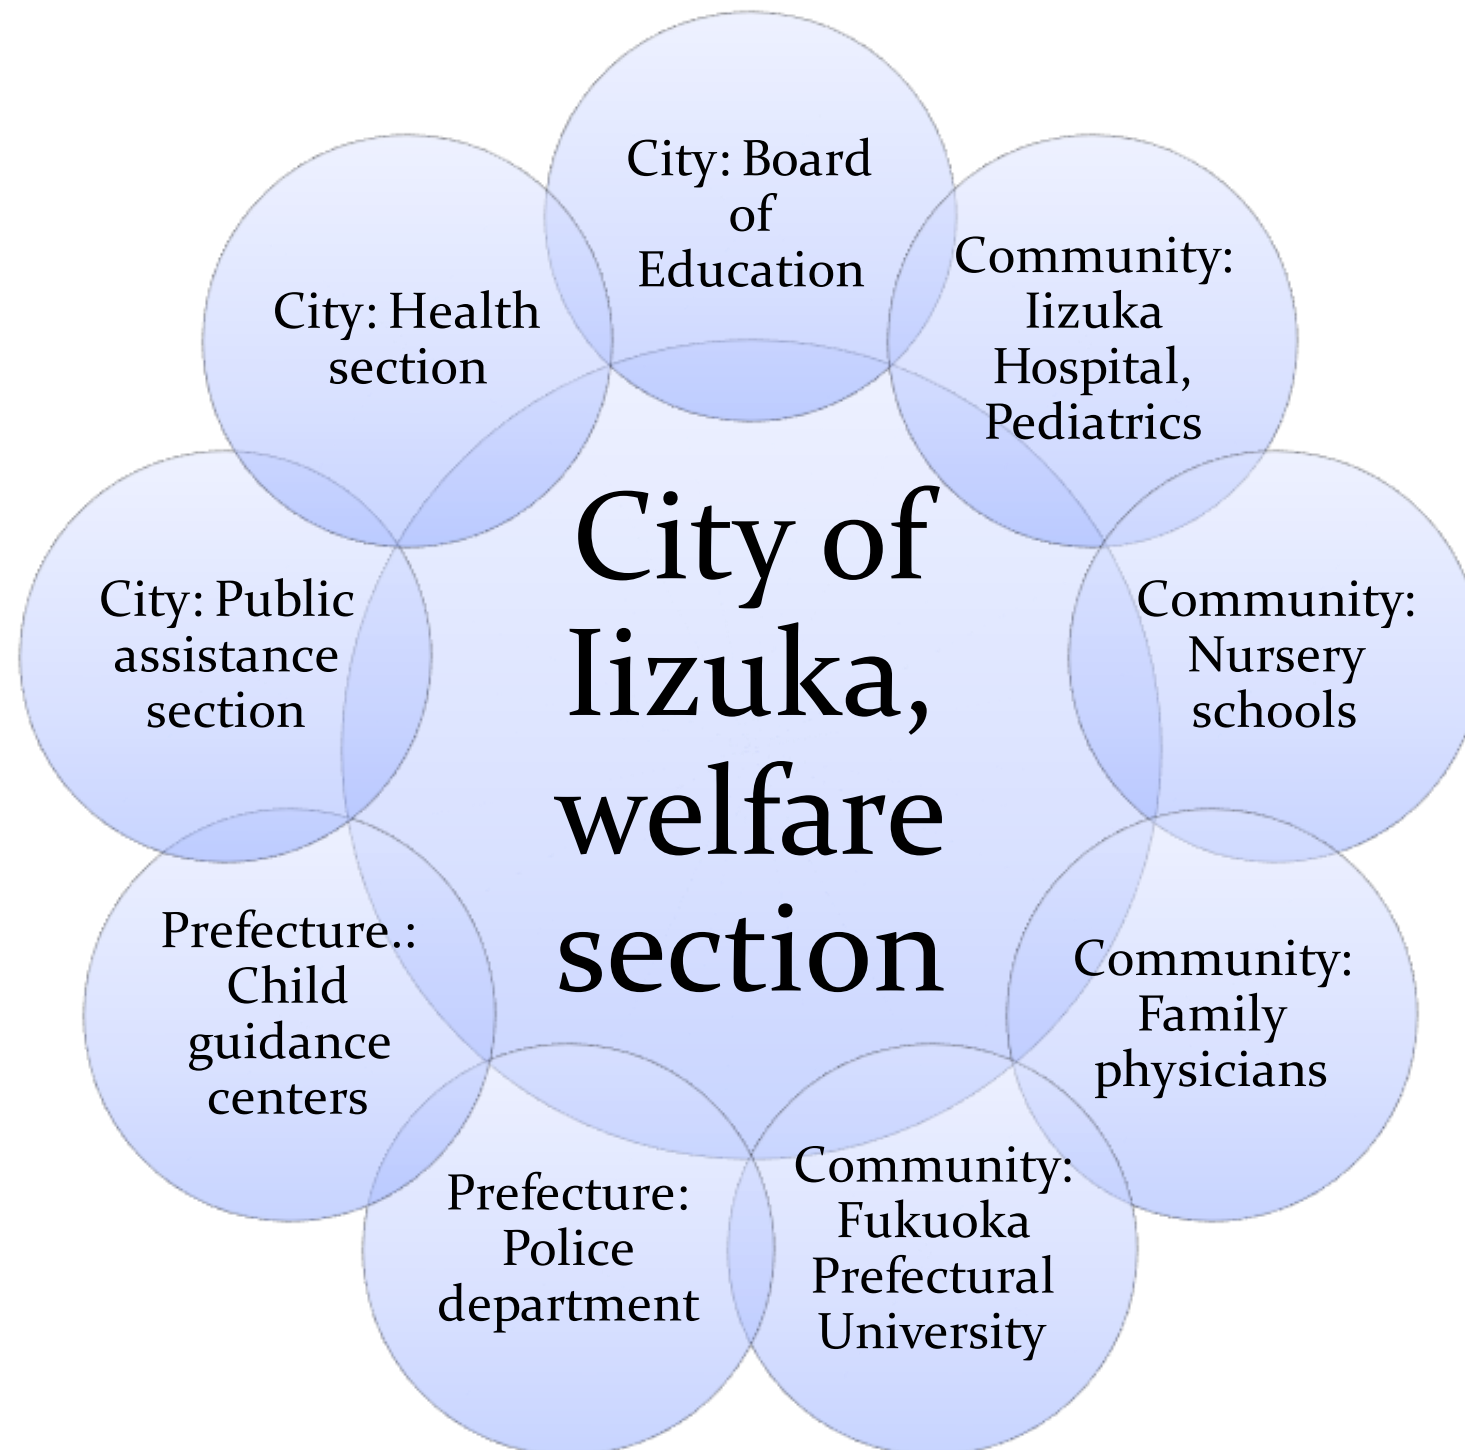 City: Board
of
Education
Community:
Iizuka
Hospital,
Pediatrics
Community:
Nursery
schools
Community:
Family
physicians
Community:
Fukuoka
Prefectural
University
Prefecture:
Police
department
Prefecture.:
Child
guidance
centers
City: Public
assistance
section
City: Health
section
City of
Iizuka,
welfare
section